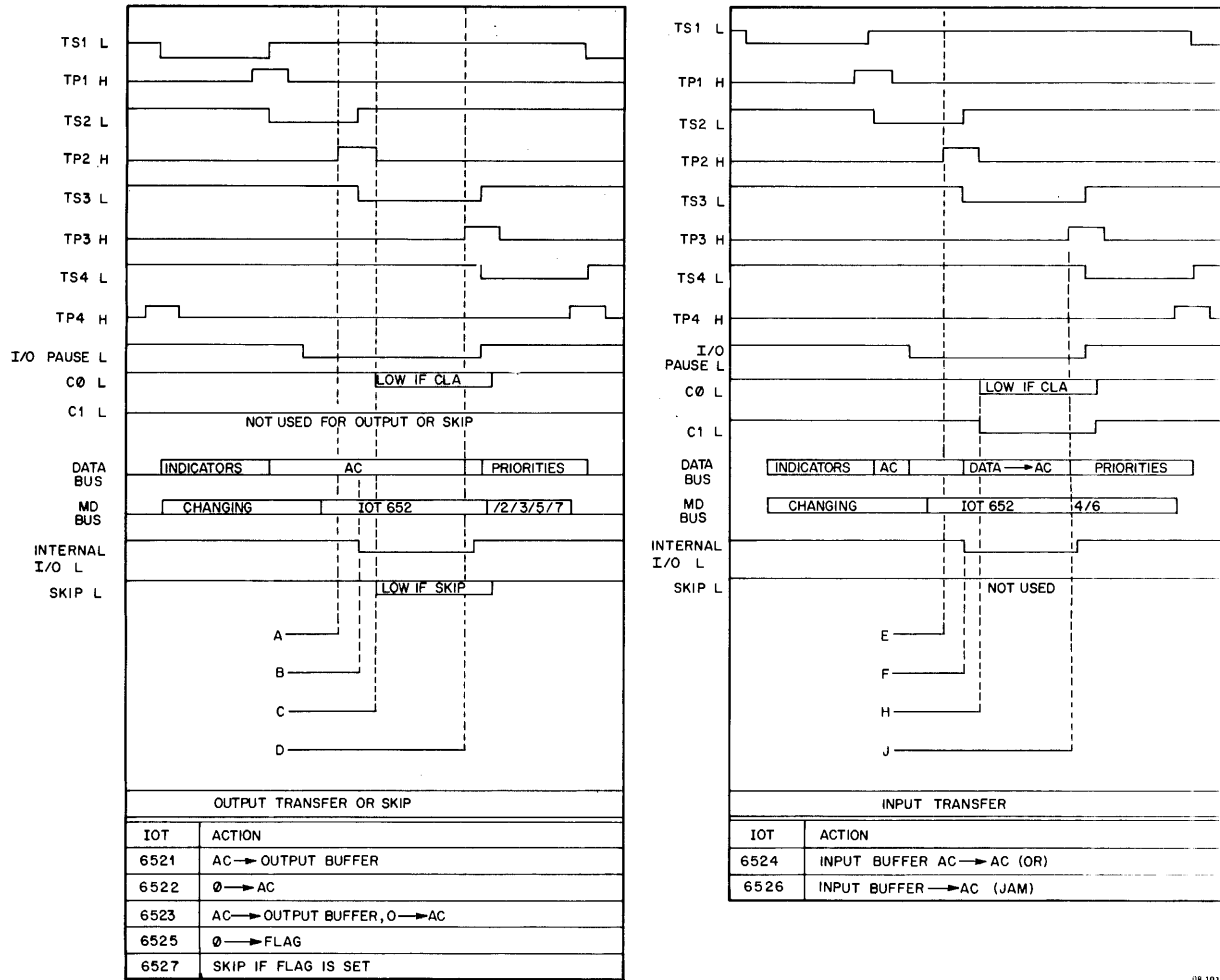 TS1 L
TP1 H
TS2 L
TP2 H
TS3 L
TP3 H
TS4 L
TP4 H
I/O PAUSE L
CØ L
LOW IF CLA
C1 L
NOT USED FOR OUTPUT OR SKIP
DATA BUS
INDICATORS
AC
PRIORITIES
MD BUS
CHANGING
IOT 652
/2/3/5/7
INTERNAL
I/O L
SKIP L
LOW IF SKIP
A
B
C
D
OUTPUT TRANSFER OR SKIP
IOT ACTION
6521 AC→OUTPUT BUFFER
6522 Ø→AC
6523 AC→OUTPUT BUFFER, O→AC
6525 Ø→FLAG
6527 SKIP IF FLAG IS SET
TS1 L
TP1 H
TS2 L
TP2 H
TS3 L
TP3 H
TS4 L
TP4 H
I/O
PAUSE L
CØ L
LOW IF CLA
C1 L
DATA
BUS
INDICATORS
AC
DATA→AC
PRIORITIES
MD
BUS
CHANGING
IOT 652
4/6
INTERNAL
I/O L
SKIP L
NOT USED
E
F
H
J
INPUT TRANSFER
IOT ACTION
6524 INPUT BUFFER AC→AC (OR)
6526 INPUT BUFFER→AC (JAM)